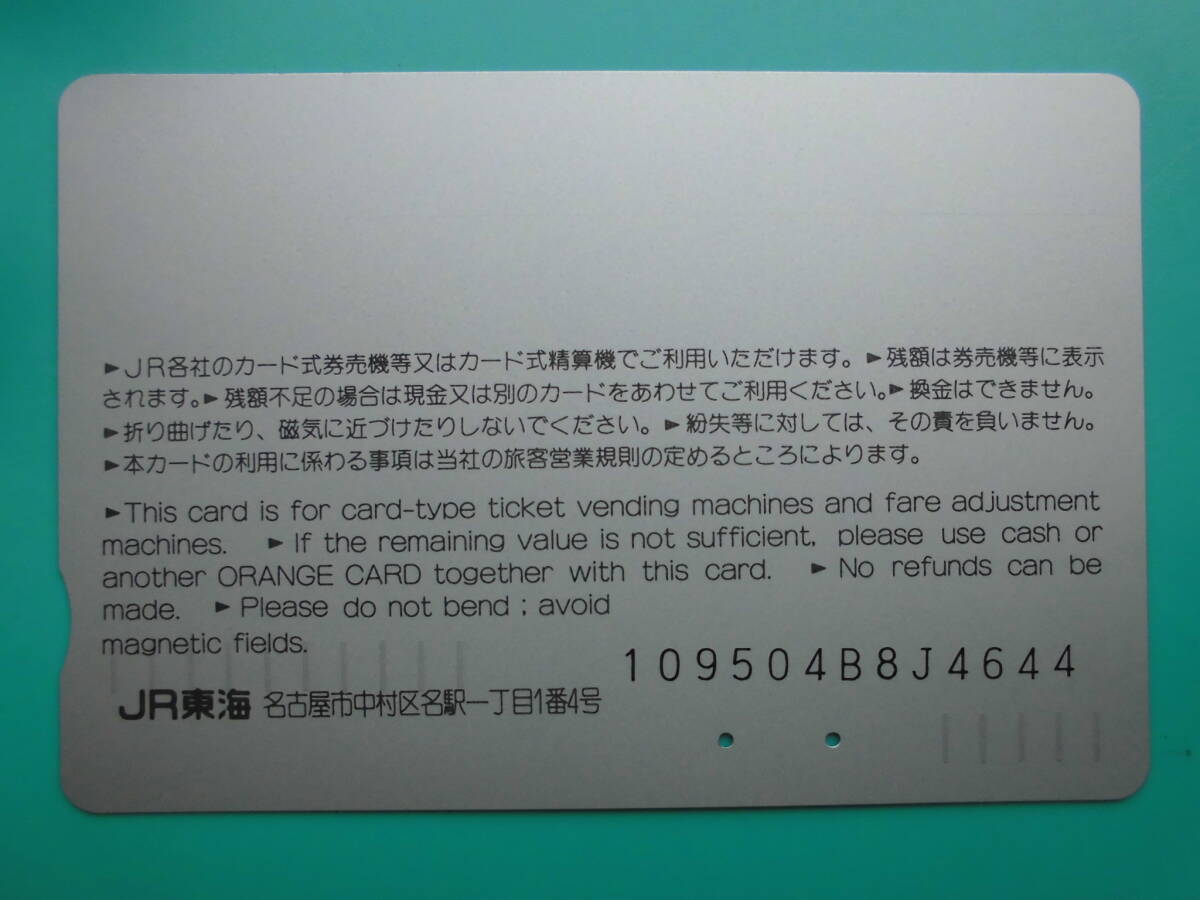 ►JR各社のカード式券売機等又はカード式精算機でご利用いただけます。►残額は券売機等に表示
されます。►残額不足の場合は現金又は別のカードをあわせてご利用ください。►換金はできません。
►折り曲げたり、磁気に近づけたりしないでください。►紛失等に対しては、その責を負いません。
►本カードの利用に係わる事項は当社の旅客営業規則の定めるところによります。
►This card is for card-type ticket vending machines and fare adjustment
machines. ►If the remaining value is not sufficient, please use cash or
another ORANGE CARD together with this card. ►No refunds can be
made. ►Please do not bend ; avoid
magnetic fields.
109504B8J4644
JR東海 名古屋市中村区名駅一丁目1番4号